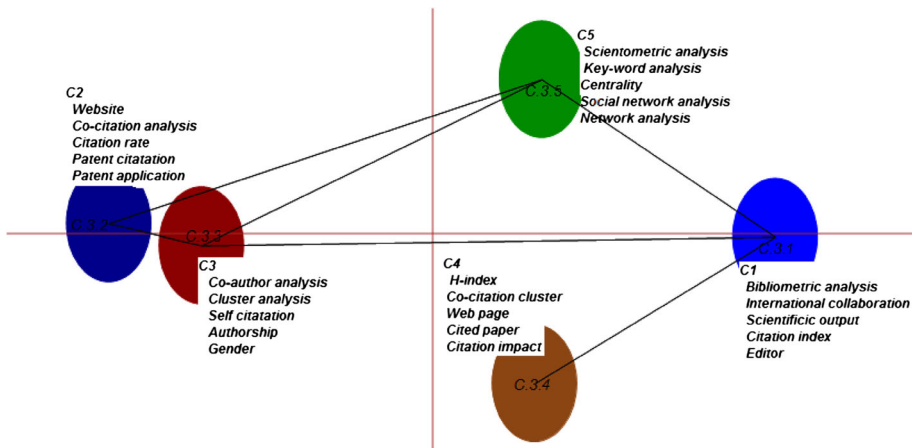 C5
Scientometric analysis
Key-word analysis
Centrality
Social network analysis
Network analysis
C.3.5
C2
Website
Co-citation analysis
Citation rate
Patent citatation
Patent application
C.3.2
C.3.3
C3
Co-author analysis
Cluster analysis
Self citatation
Authorship
Gender
C4
H-index
Co-citation cluster
Web page
Cited paper
Citation impact
C.3.4
C.3.1
C1
Bibliometric analysis
International collaboration
Scientificic output
Citation index
Editor